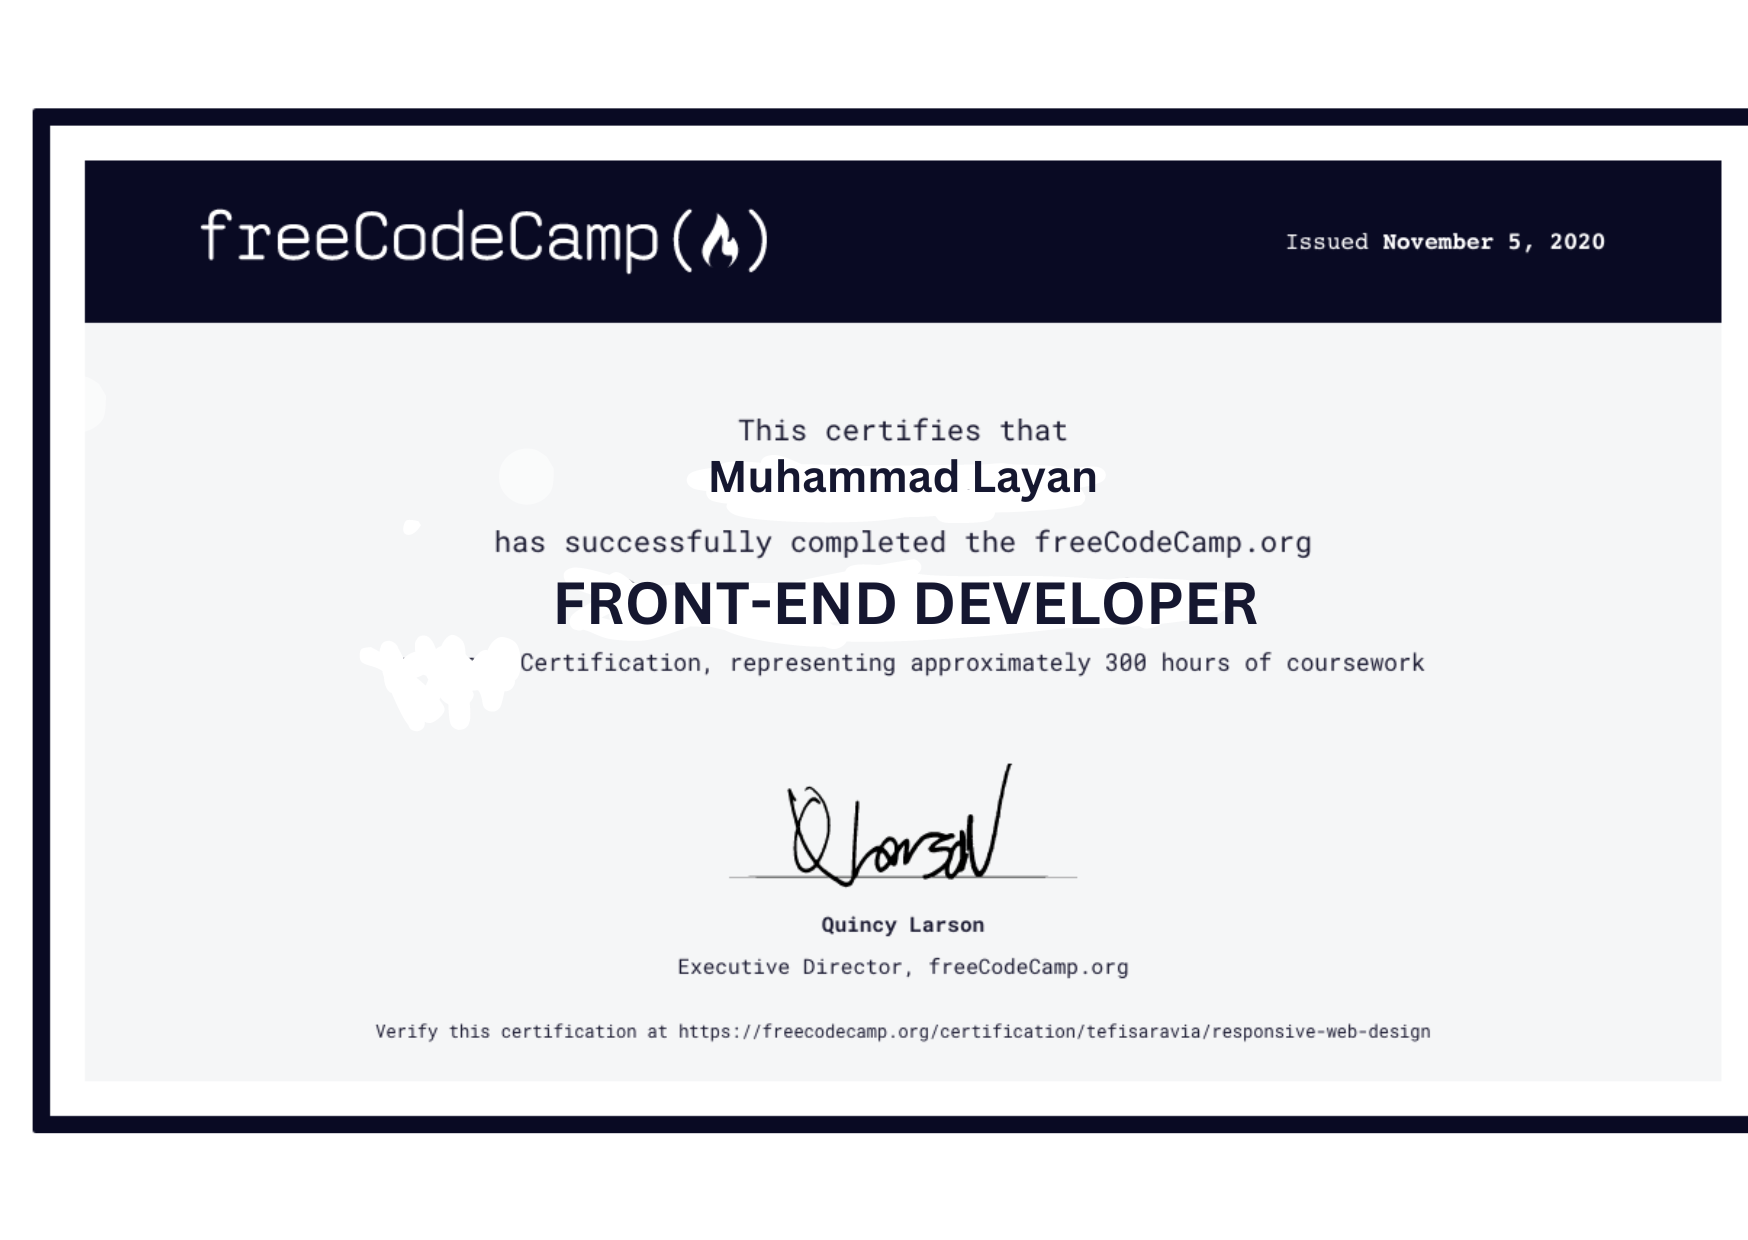 freeCodeCamp
Issued November 5, 2020
This certifies that
Muhammad Layan
has successfully completed the freeCodeCamp.org
FRONT-END DEVELOPER
Certification, representing approximately 300 hours of coursework
Quincy Larson
Executive Director, freeCodeCamp.org
Verify this certification at https://freecodecamp.org/certification/tefisaravia/responsive-web-design